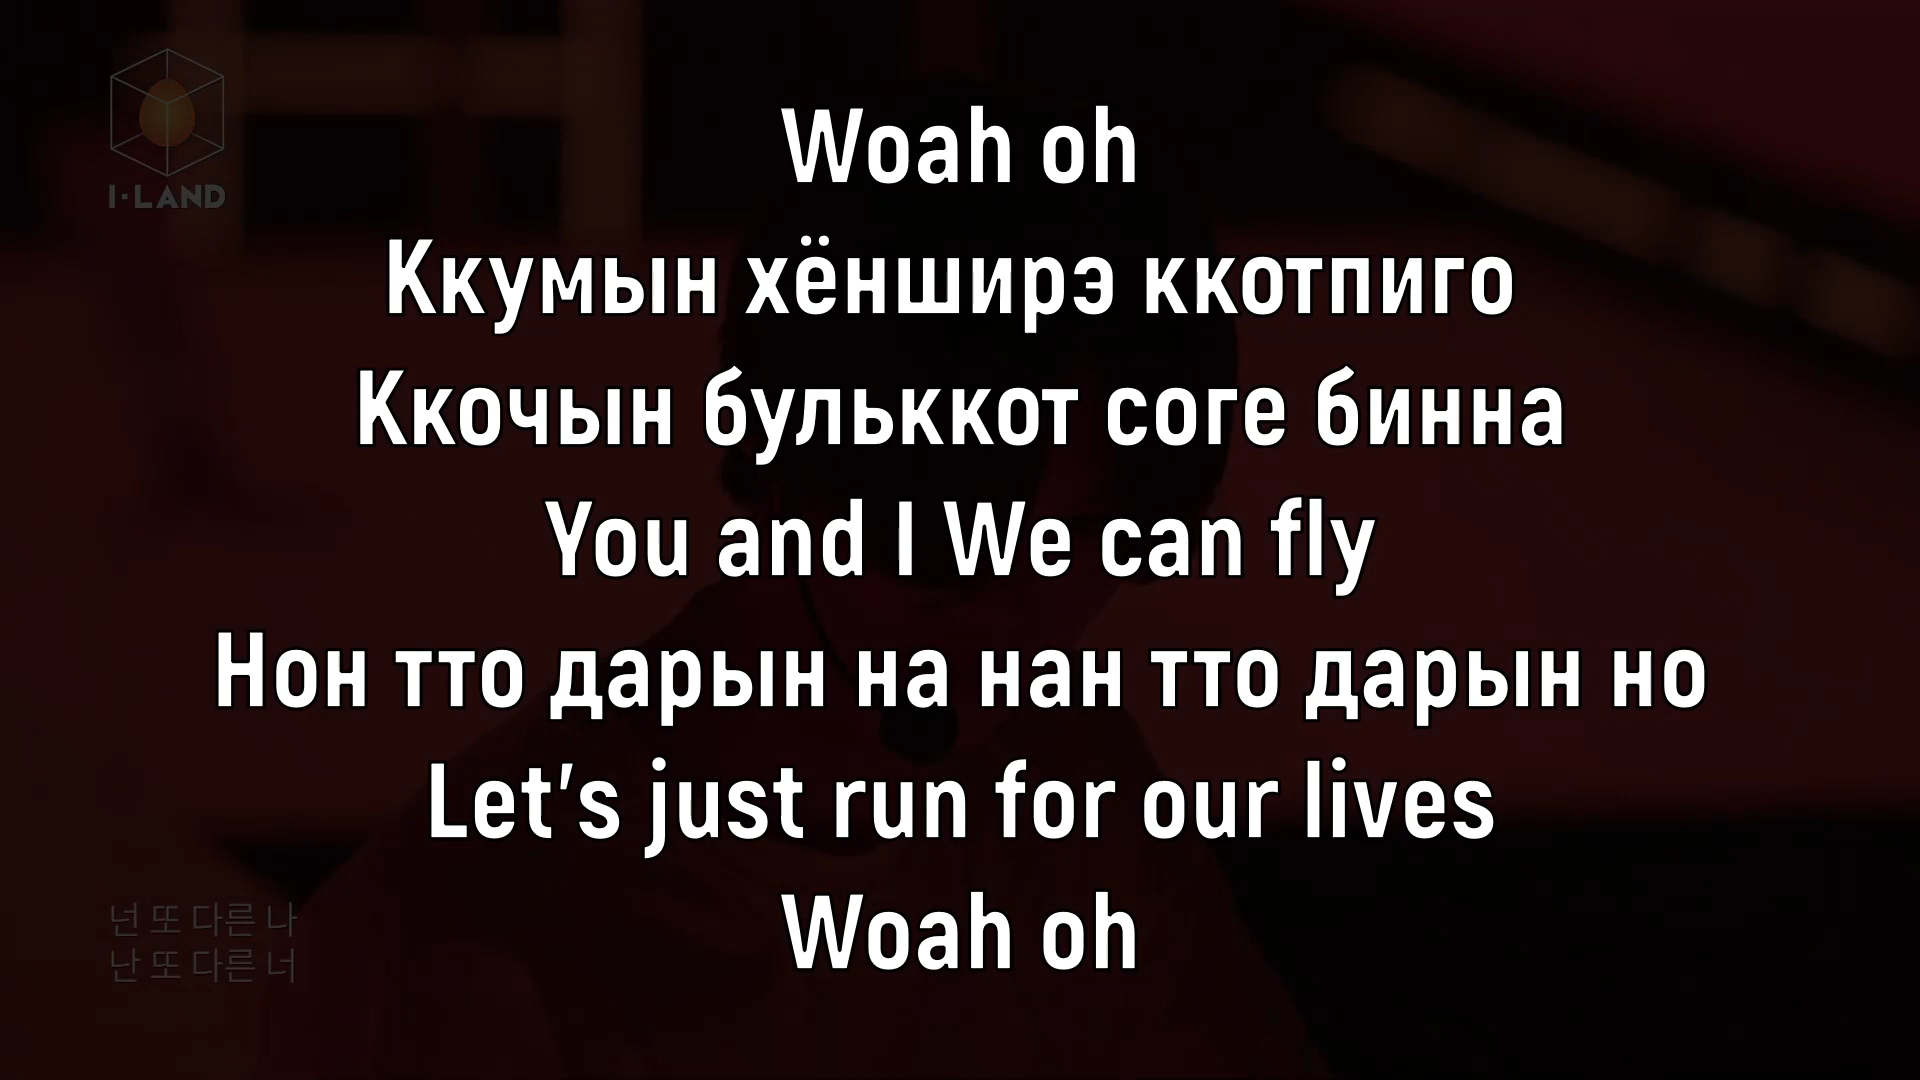 I·LAND
Woah oh
Ккумын хёнширэ ккотпиго
Ккочын бульккот соге бинна
You and I We can fly
Нон тто дарын на нан тто дарын но
Let's just run for our lives
Woah oh
넌 또 다른 나
난 또 다른 너